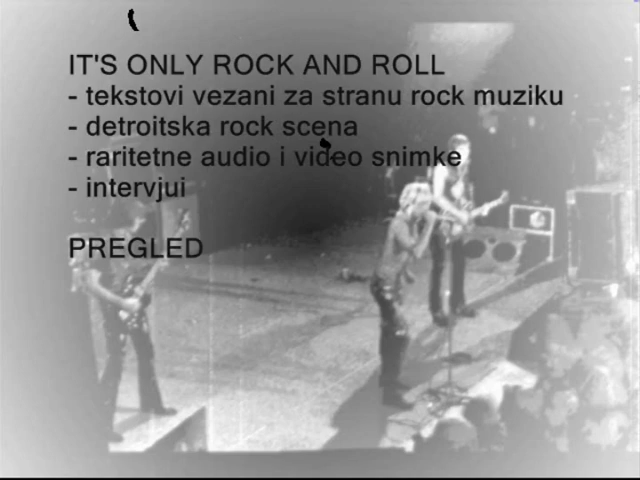 IT'S ONLY ROCK AND ROLL
- tekstovi vezani za stranu rock muziku
- detroitska rock scena
- raritetne audio i video snimke
- intervjui
PREGLED